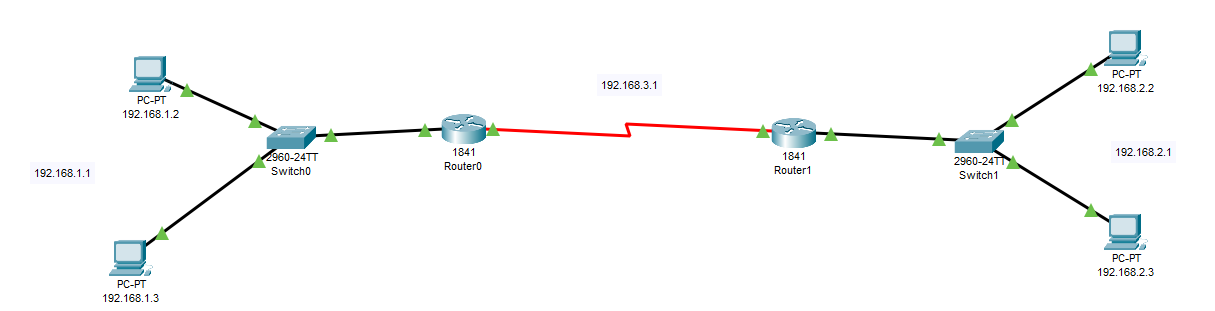 PC-PT
192.168.1.2
192.168.1.1
PC-PT
192.168.1.3
2960-24TT
Switch0
1841
Router0
192.168.3.1
1841
Router1
2960-24TT
Switch1
PC-PT
192.168.2.2
192.168.2.1
PC-PT
192.168.2.3